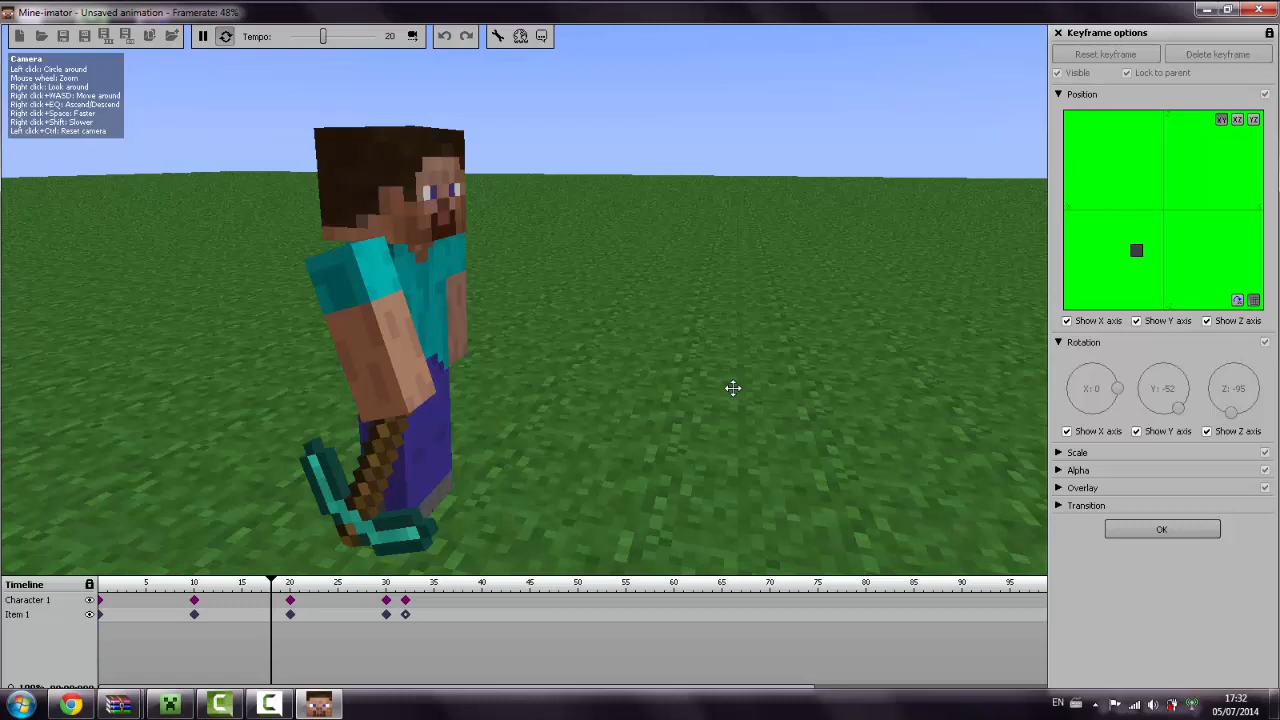 Mine-imator - Unsaved animation - Framerate: 48%
Tempo: 20
Camera
Left click: Circle around
Mouse wheel: Zoom
Right click: Look around
Right click+WASD: Move around
Right click+EQ: Ascend/Descend
Right click+Space: Faster
Right click+Shift: Slower
Left click+Ctrl: Reset camera
Keyframe options
Reset keyframe Delete keyframe
Visible Lock to parent
Position
XY XZ YZ
Show X axis Show Y axis Show Z axis
Rotation
X: 0 Y: -52 Z: -95
Show X axis Show Y axis Show Z axis
Scale
Alpha
Overlay
Transition
OK
Timeline 5 10 15 20 25 30 35 40 45 50 55 60 65 70 75 80 85 90 95
Character 1
Item 1
EN 17:32
05/07/2014